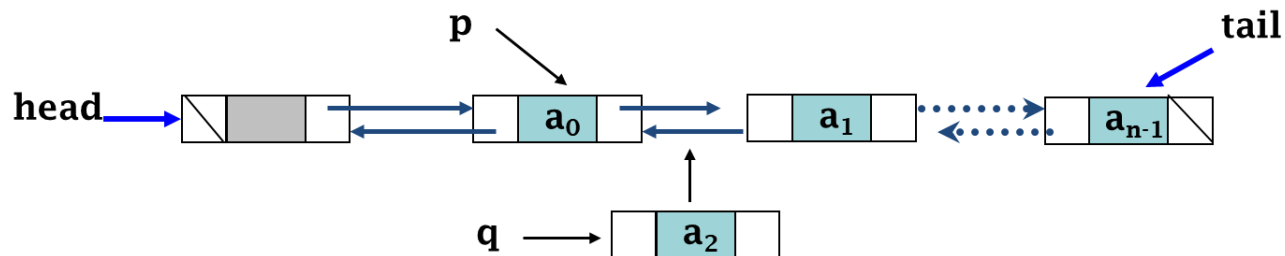 p
tail
head
a₀
a₁
aₙ₋₁
q
a₂